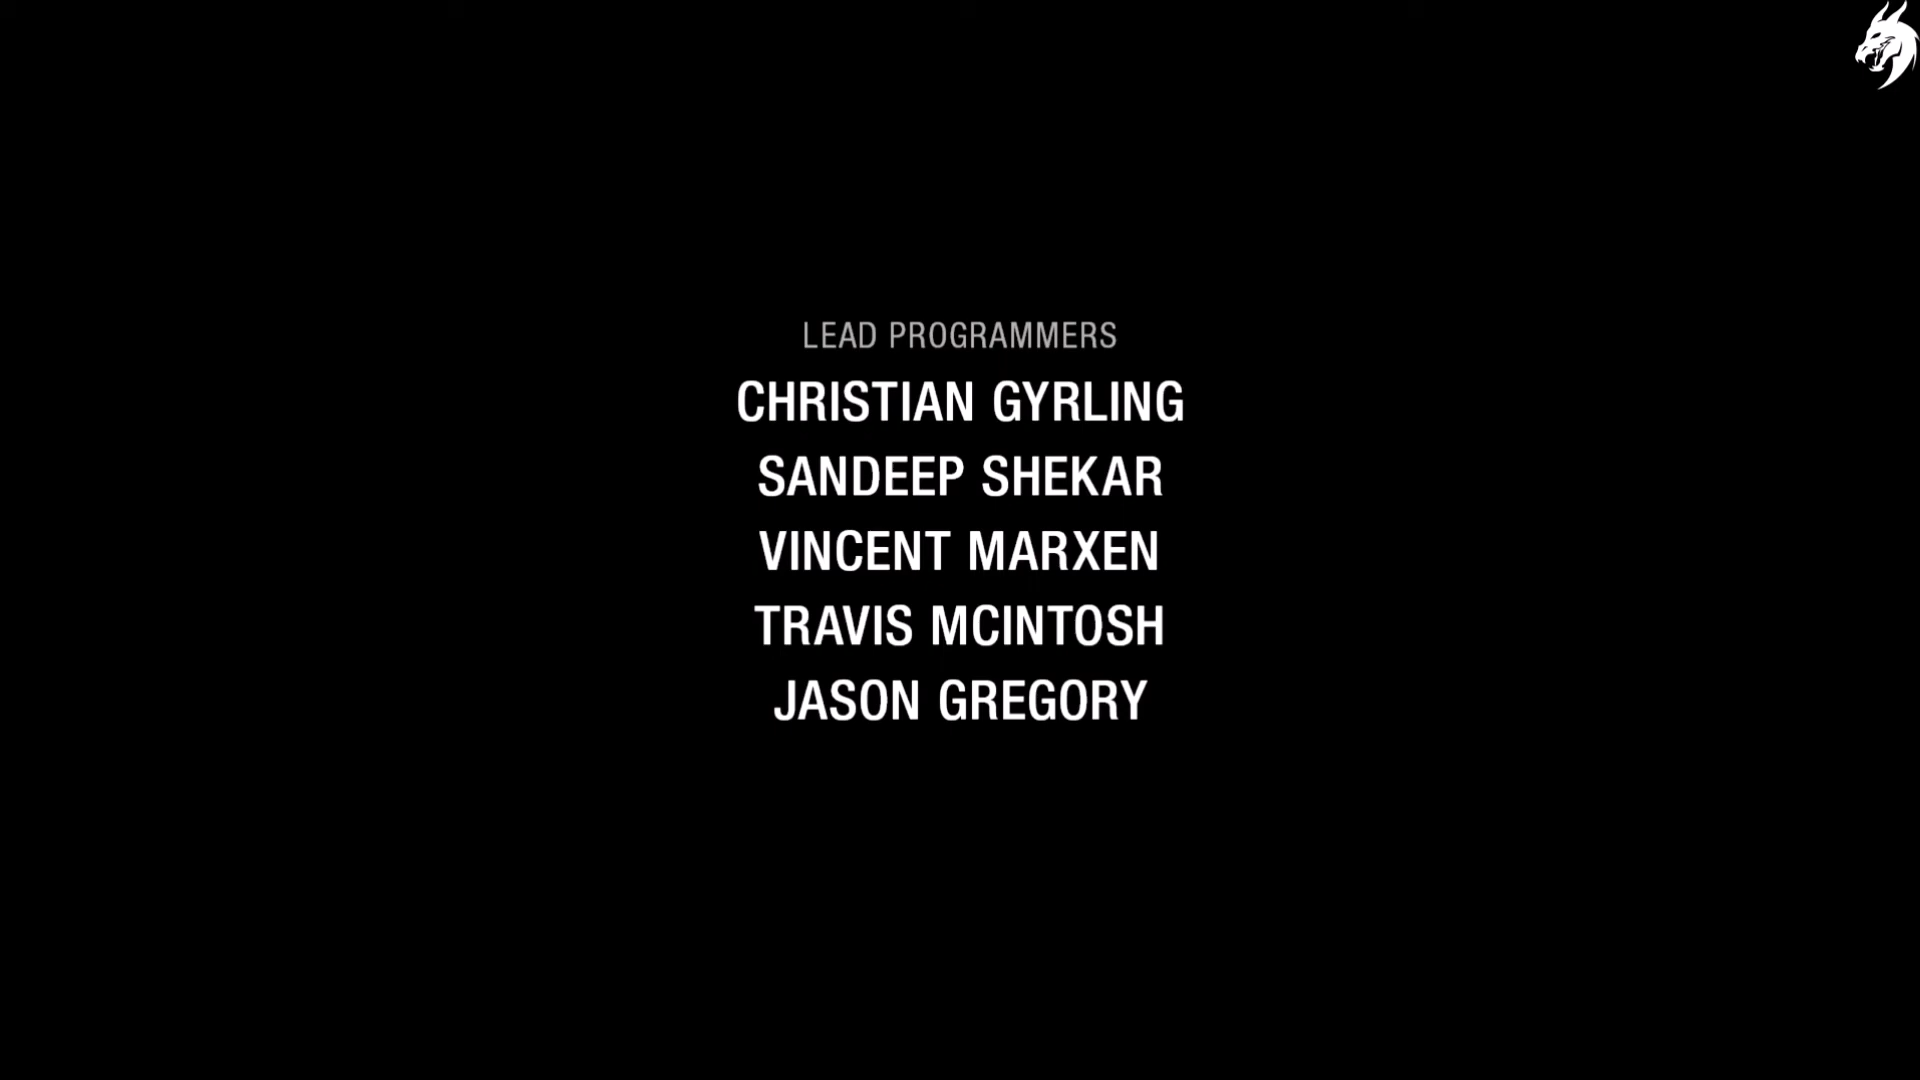 LEAD PROGRAMMERS
CHRISTIAN GYRLING
SANDEEP SHEKAR
VINCENT MARXEN
TRAVIS MCINTOSH
JASON GREGORY